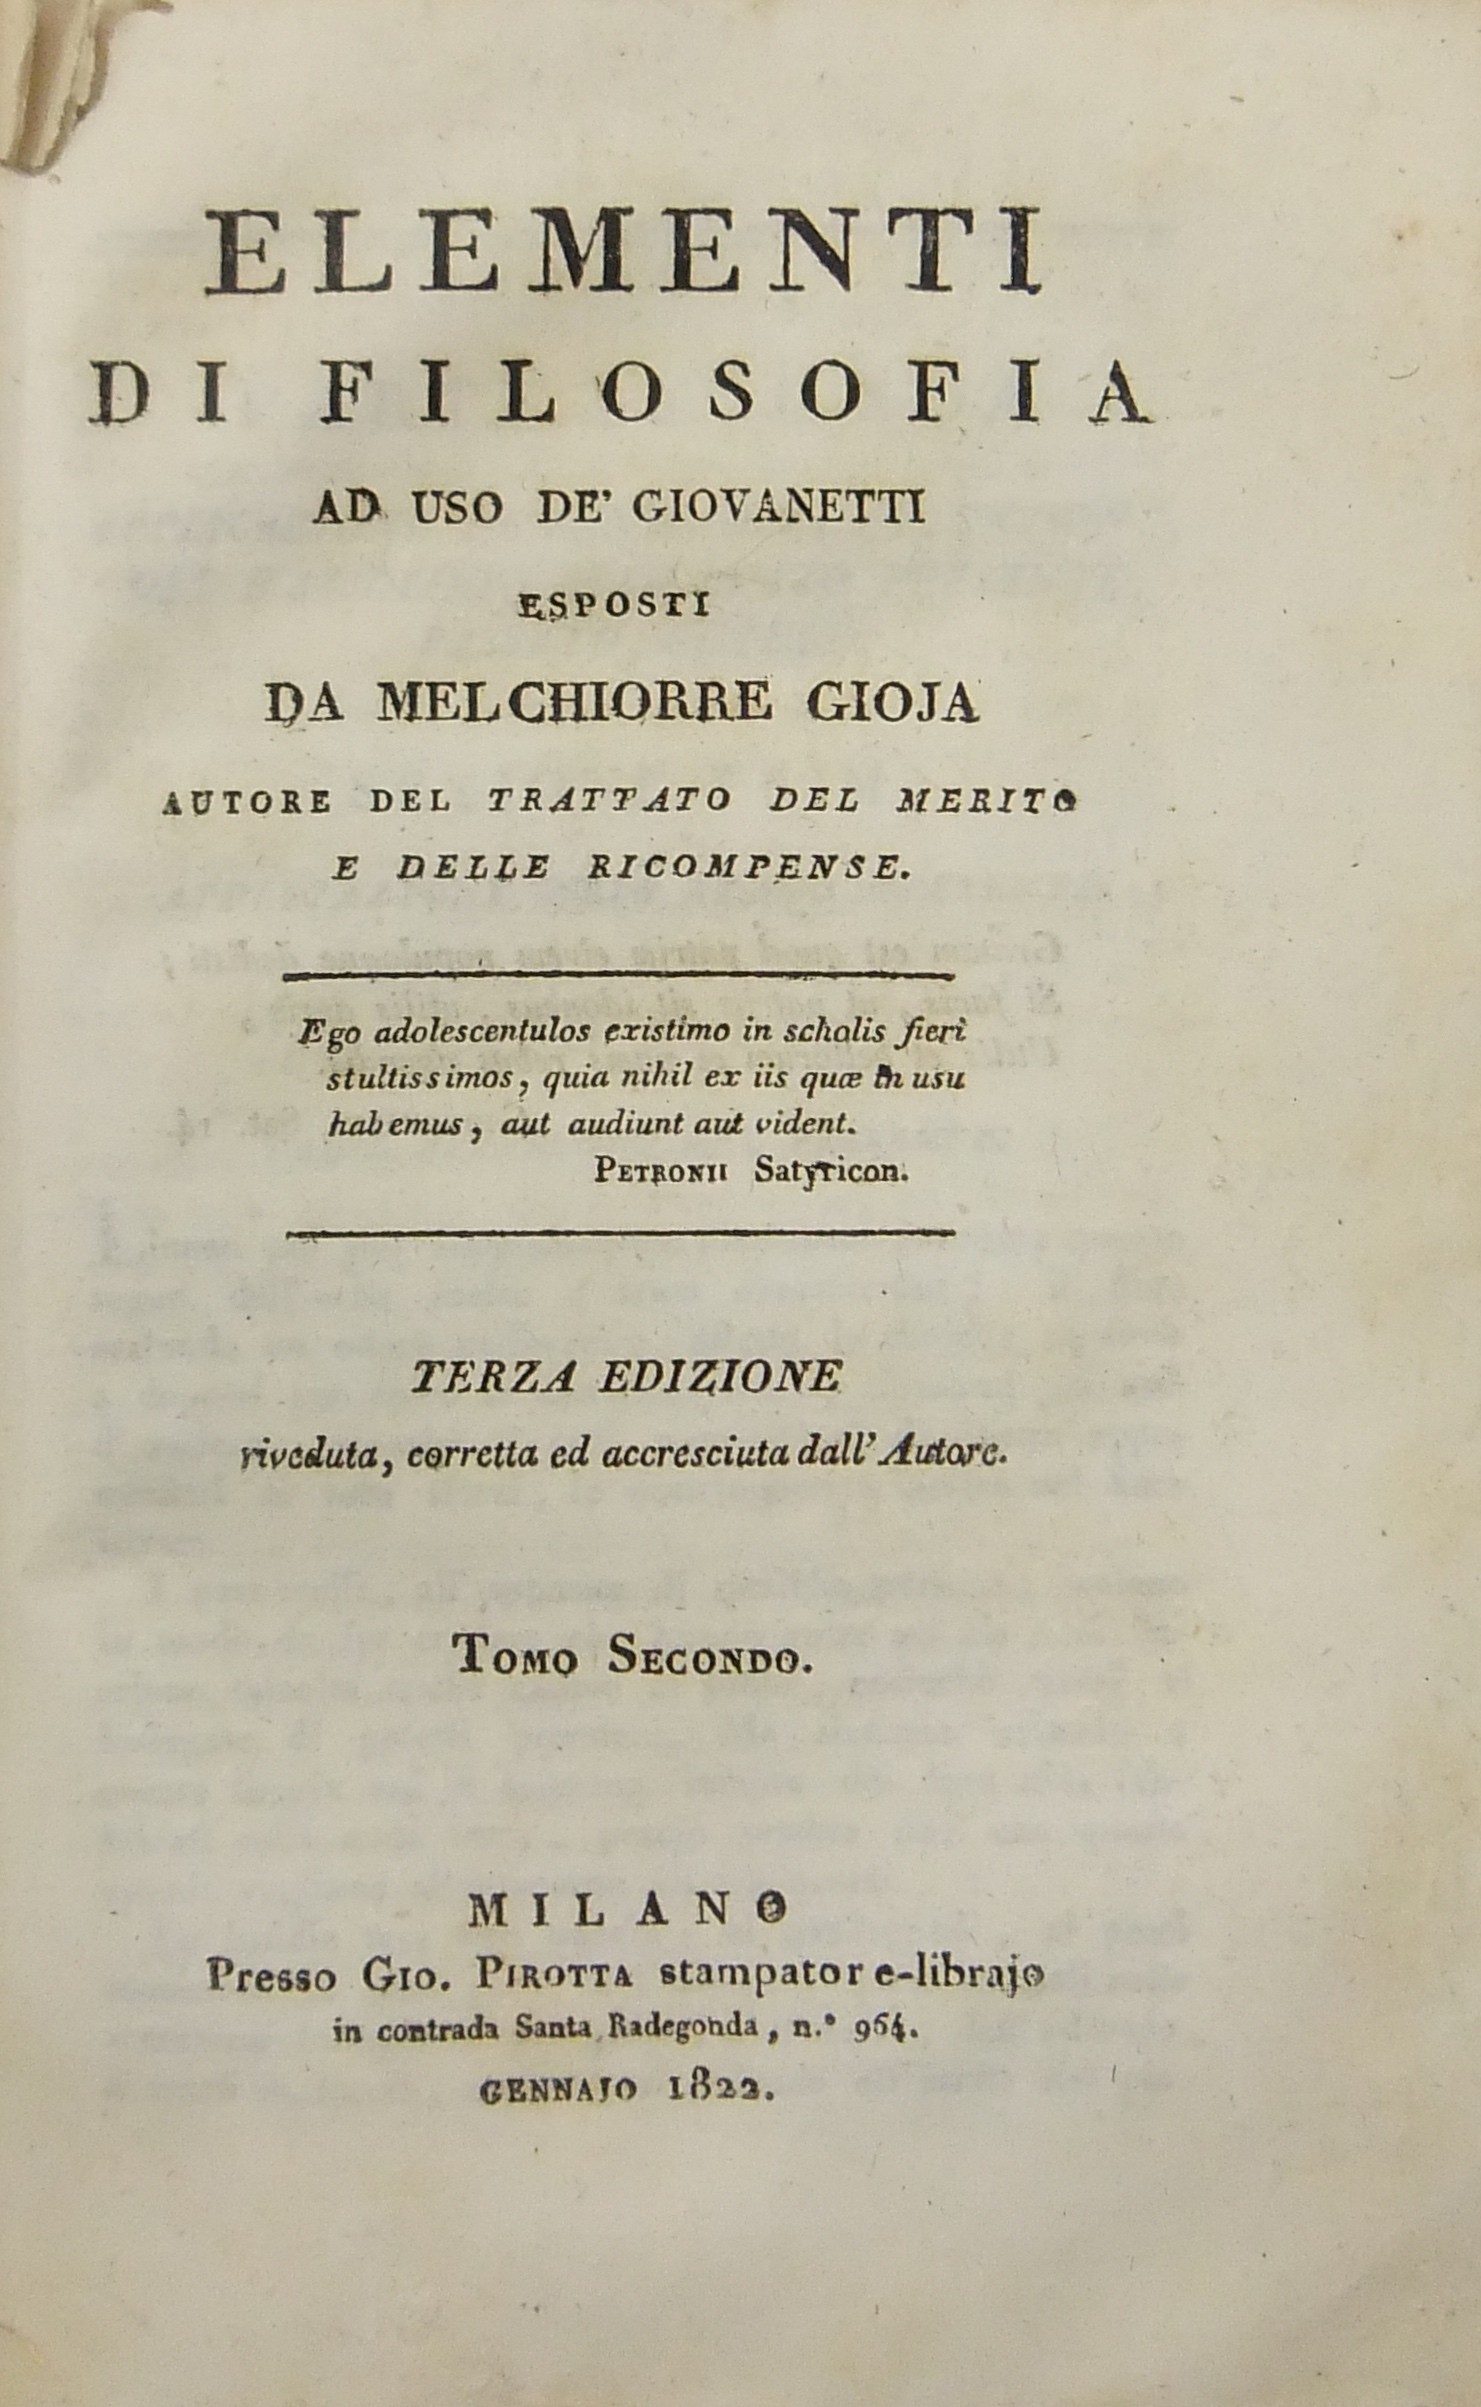 ELEMENTI
DI FILOSOFIA
AD USO DE' GIOVANETTI
ESPOSTI
DA MELCHIORRE GIOJA
AUTORE DEL TRATTATO DEL MERITO
E DELLE RICOMPENSE.
Ego adolescentulos existimo in scholis fieri
stultissimos, quia nihil ex iis quæ in usu
habemus, aut audiunt aut vident.
PETRONII Satyricon.
TERZA EDIZIONE
riveduta, corretta ed accresciuta dall' Autore.
TOMO SECONDO.
MILANO
Presso GIO. PIROTTA stampatore-librajo
in contrada Santa Radegonda, n.° 964.
GENNAJO 1822.